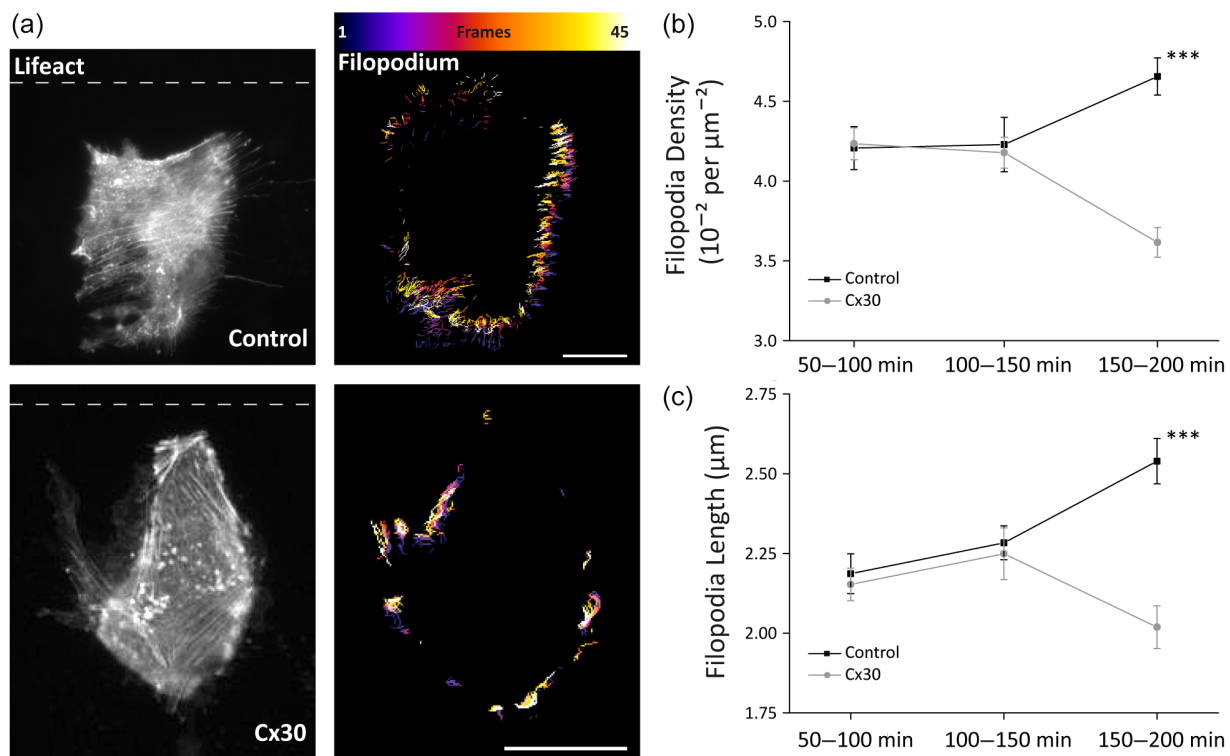 (a)
Lifeact
Control
1 Frames 45
Filopodium
Cx30
(b)
Filopodia Density
(10⁻² per µm⁻²)
5.0
4.5
4.0
3.5
3.0
***
Control
Cx30
50–100 min 100–150 min 150–200 min
(c)
Filopodia Length (µm)
2.75
2.50
2.25
2.00
1.75
***
Control
Cx30
50–100 min 100–150 min 150–200 min